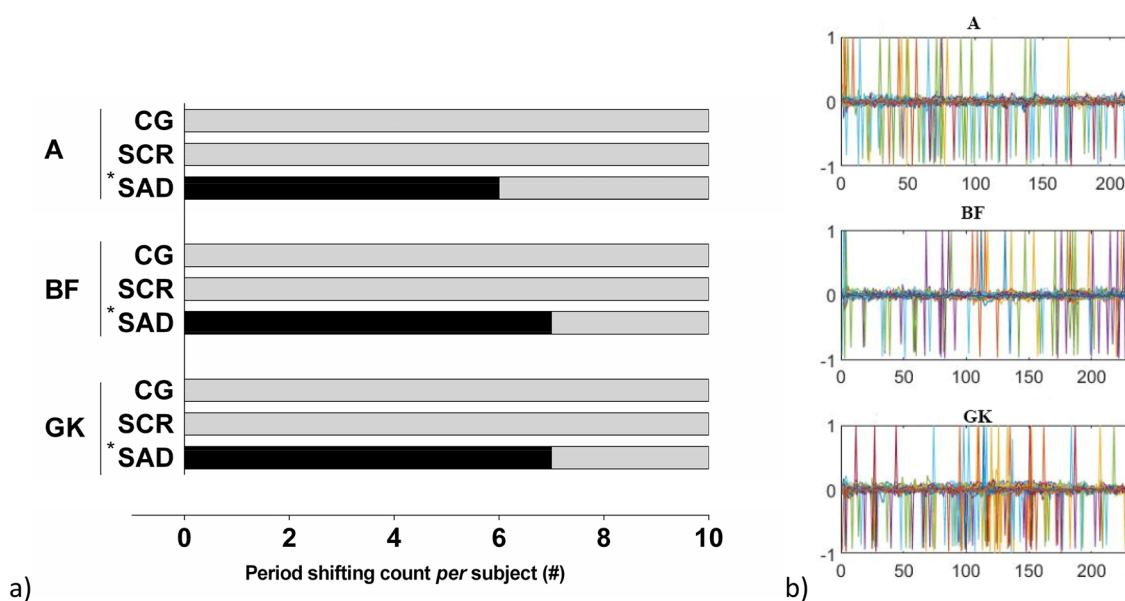 A
CG
SCR
*SAD
BF
CG
SCR
*SAD
GK
CG
SCR
*SAD
0 2 4 6 8 10
Period shifting count per subject (#)
a)
A
1
0
-1
0 50 100 150 200
BF
1
0
-1
0 50 100 150 200
GK
1
0
-1
0 50 100 150 200
b)